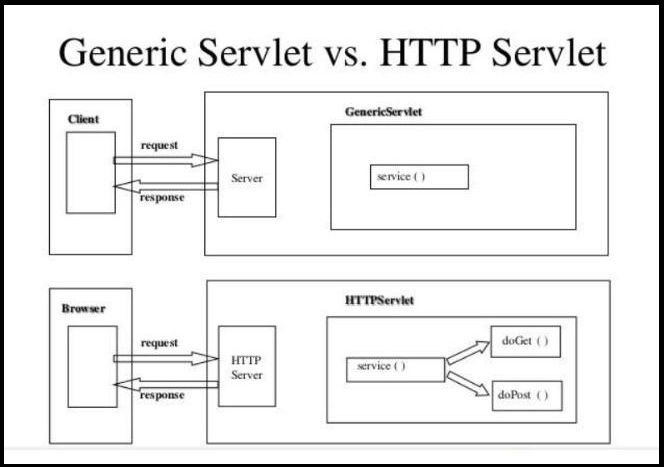 Generic Servlet vs. HTTP Servlet
Client
request
response
Server
GenericServlet
service ( )
Browser
request
response
HTTP
Server
HTTPServlet
service ( )
doGet ( )
doPost ( )